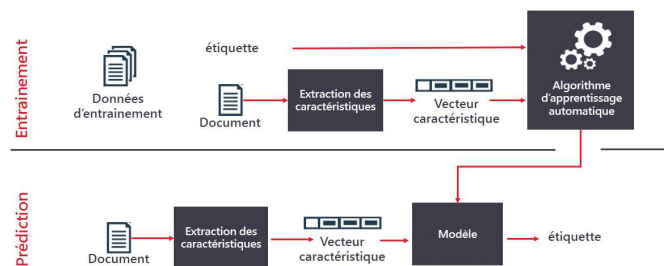 Entrainement
étiquette
Données
d'entrainement
Document
Extraction des
caractéristiques
Vecteur
caractéristique
Algorithme
d'apprentissage
automatique
Prédiction
Document
Extraction des
caractéristiques
Vecteur
caractéristique
Modèle
étiquette